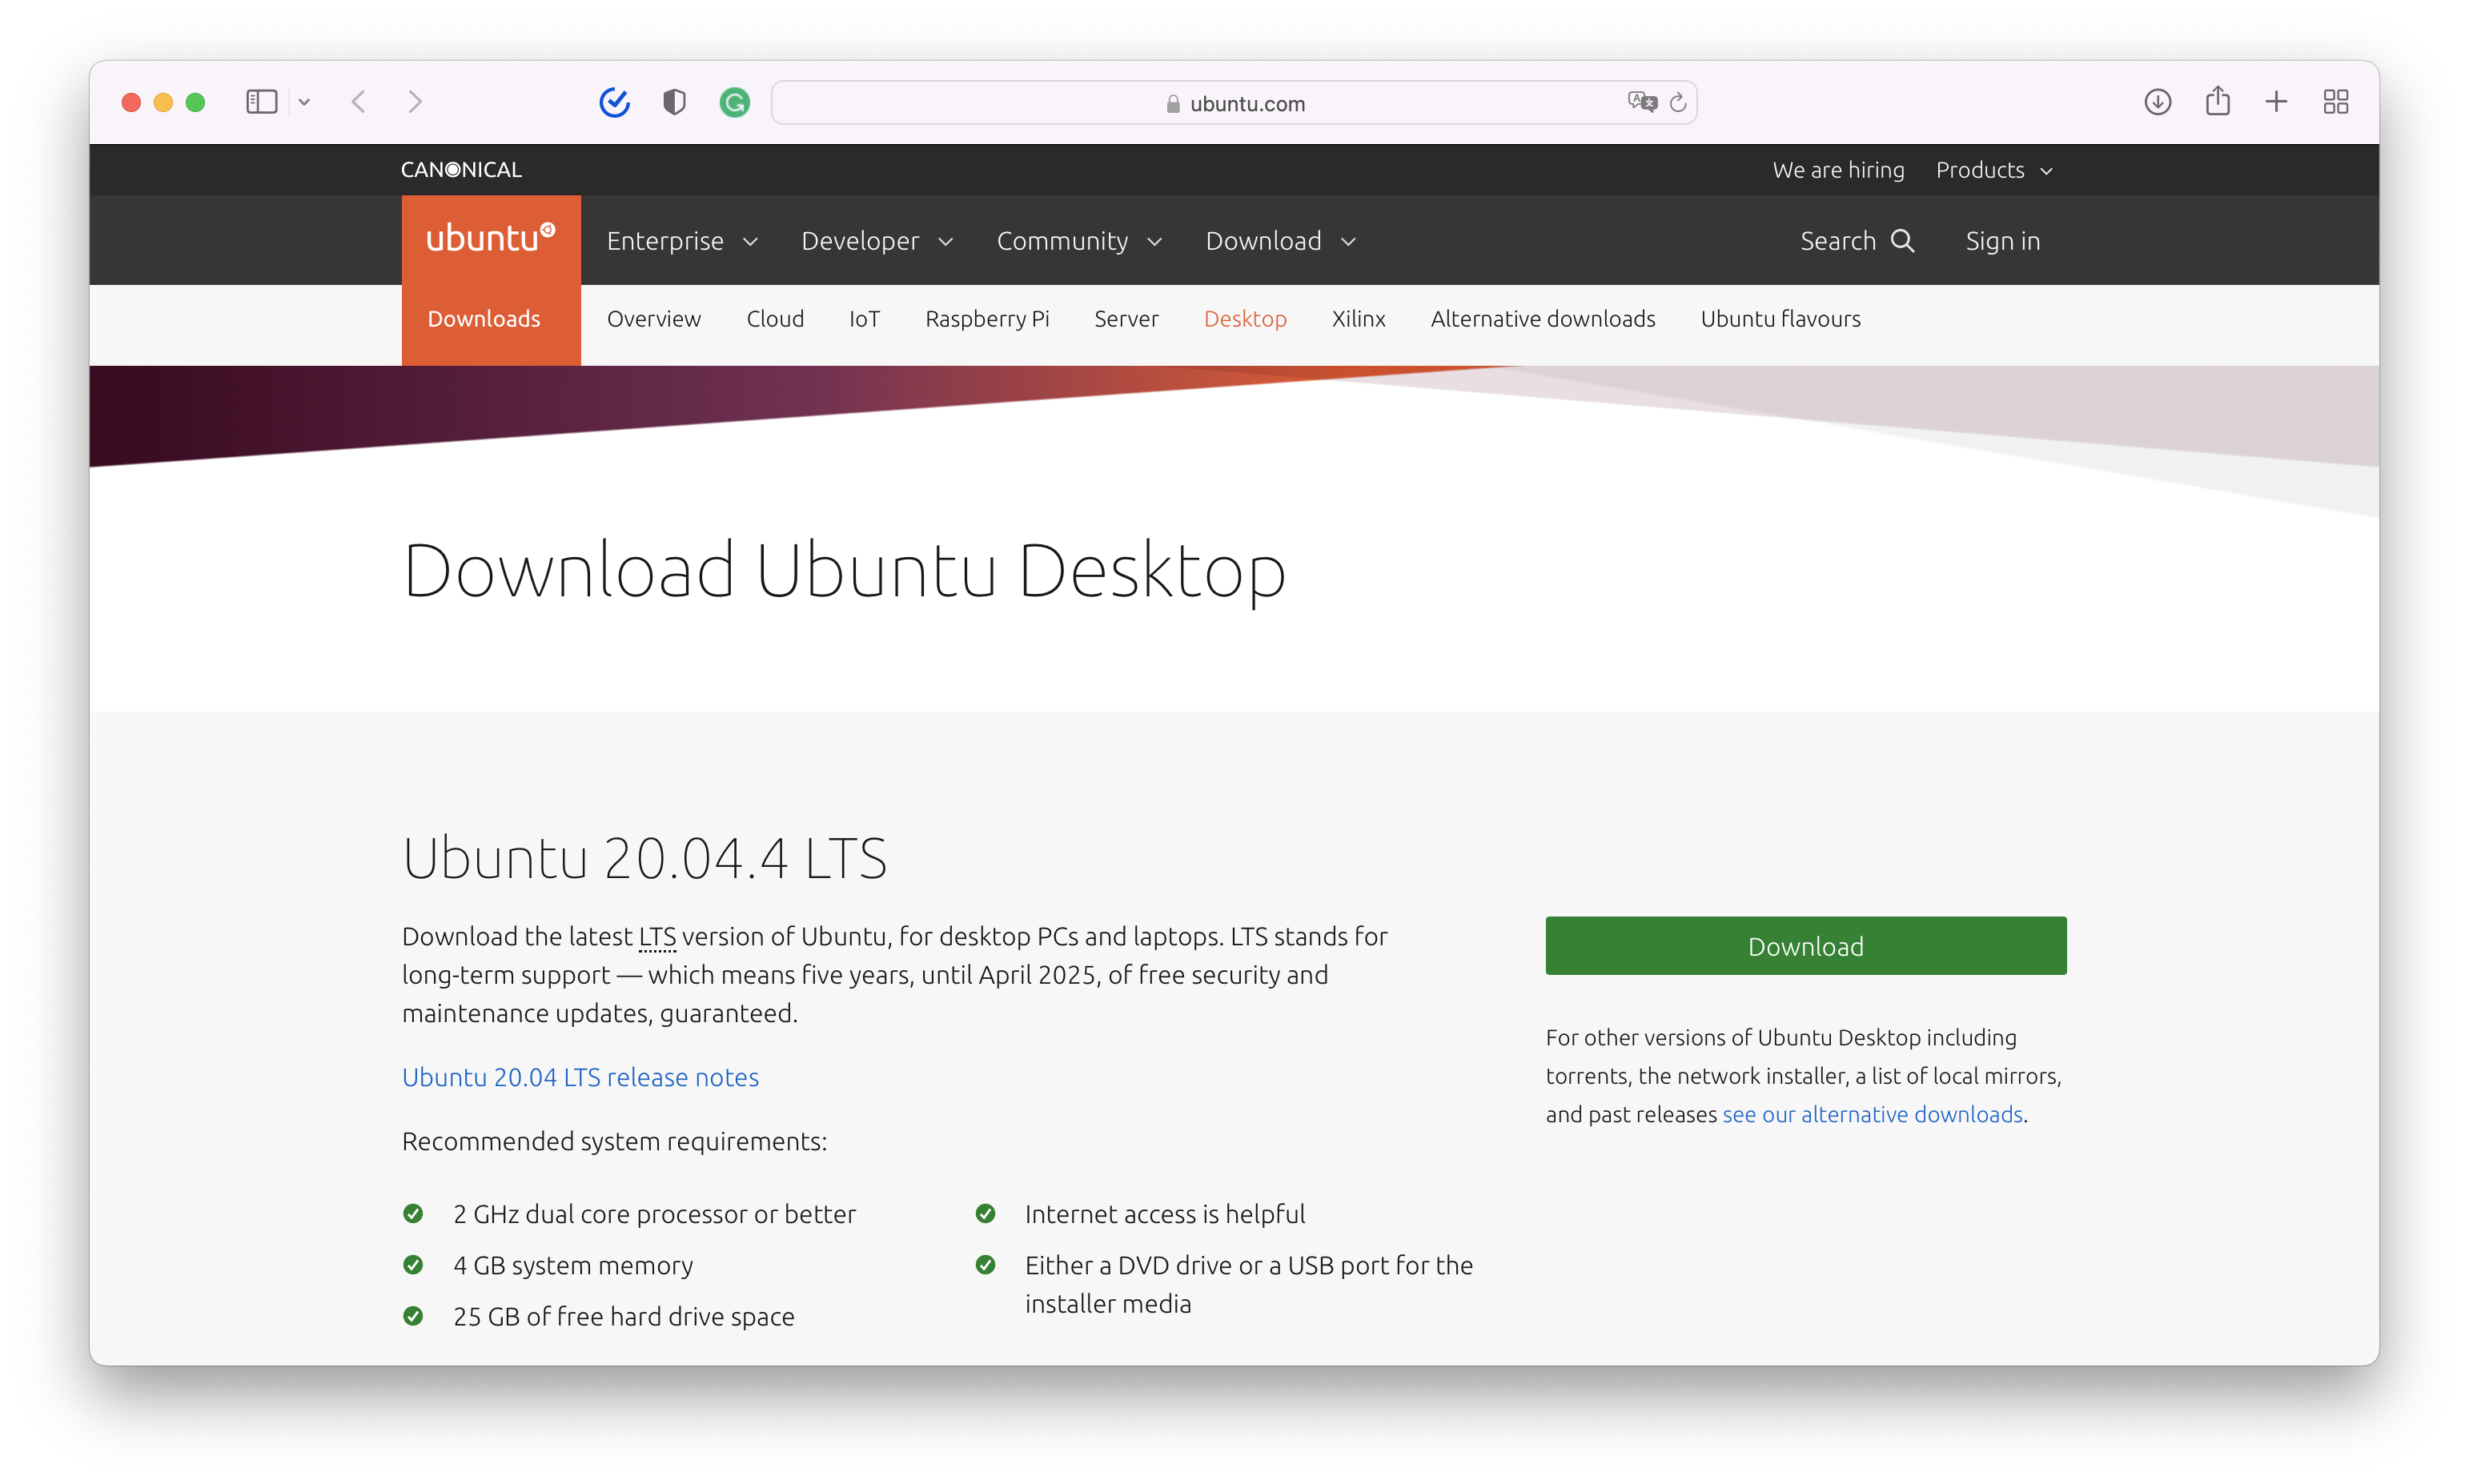 ubuntu.com
CANONICAL
We are hiring Products
ubuntu
Enterprise Developer Community Download Search Sign in
Downloads Overview Cloud IoT Raspberry Pi Server Desktop Xilinx Alternative downloads Ubuntu flavours
Download Ubuntu Desktop
Ubuntu 20.04.4 LTS
Download the latest LTS version of Ubuntu, for desktop PCs and laptops. LTS stands for
long-term support — which means five years, until April 2025, of free security and
maintenance updates, guaranteed.
Ubuntu 20.04 LTS release notes
Recommended system requirements:
2 GHz dual core processor or better
4 GB system memory
25 GB of free hard drive space
Internet access is helpful
Either a DVD drive or a USB port for the
installer media
Download
For other versions of Ubuntu Desktop including
torrents, the network installer, a list of local mirrors,
and past releases see our alternative downloads.